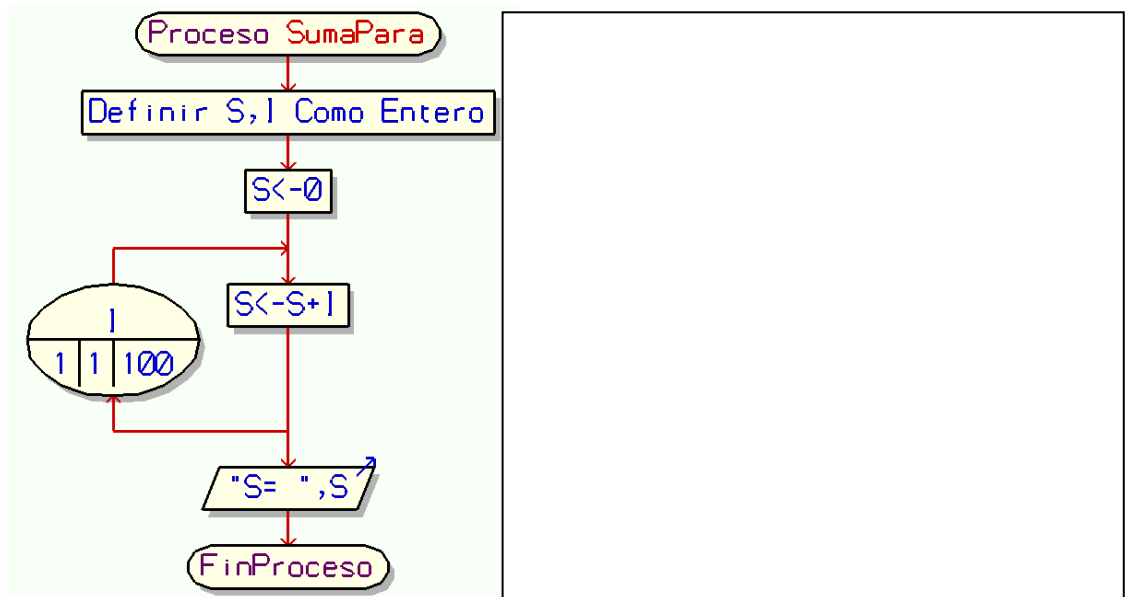 Proceso SumaPara
Definir S,I Como Entero
S<-0
S<-S+I
I
1 1 100
"S= ",S
FinProceso